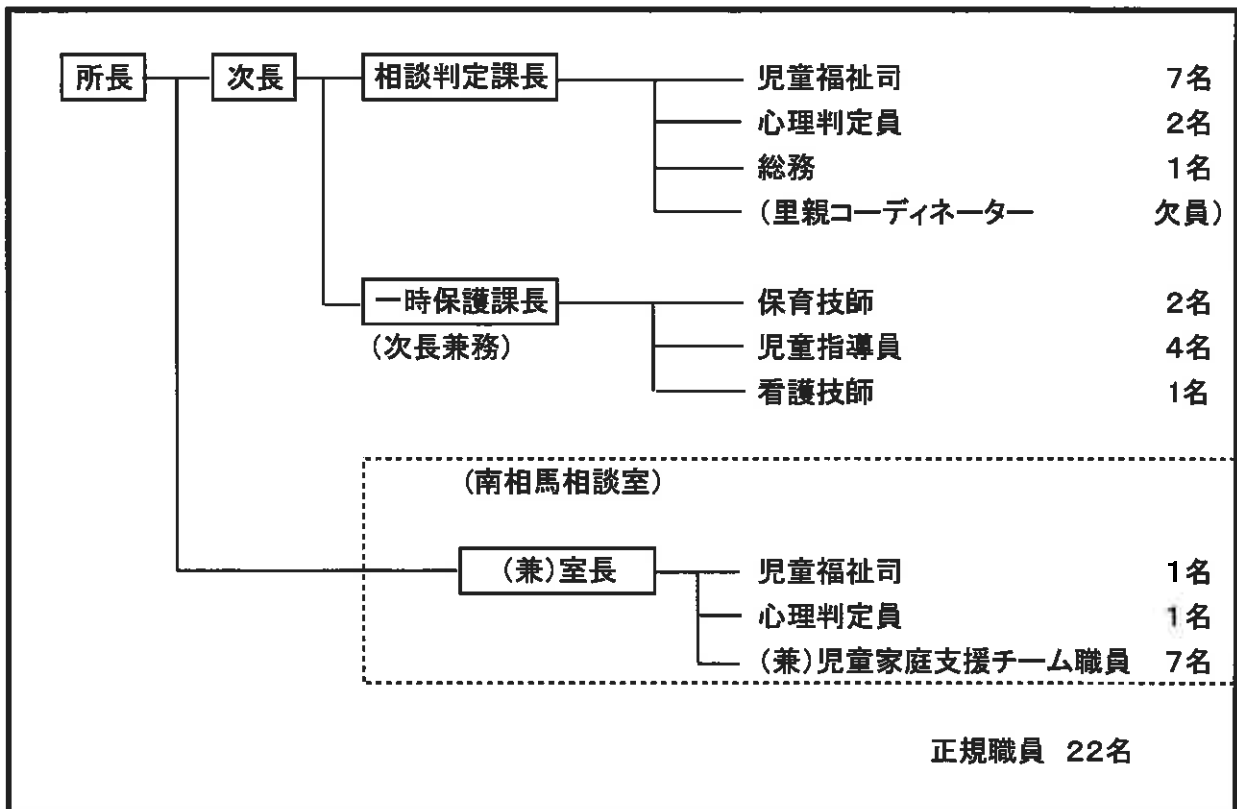 所長 次長 相談判定課長 児童福祉司 7名
心理判定員 2名
総務 1名
(里親コーディネーター 欠員)
一時保護課長 保育技師 2名
(次長兼務) 児童指導員 4名
看護技師 1名
(南相馬相談室)
(兼)室長 児童福祉司 1名
心理判定員 1名
(兼)児童家庭支援チーム職員 7名
正規職員 22名